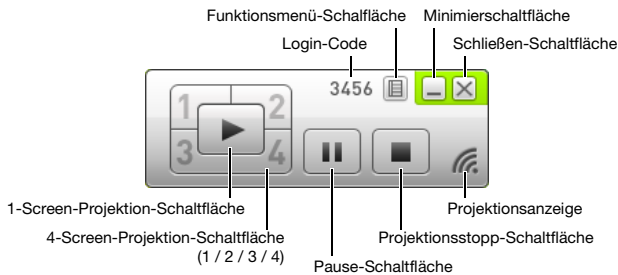 Funktionsmenü-Schalfläche Minimierschaltfläche
Login-Code Schließen-Schaltfläche
3456
1 2
3 4
1-Screen-Projektion-Schaltfläche Projektionsanzeige
4-Screen-Projektion-Schaltfläche Projektionsstopp-Schaltfläche
(1 / 2 / 3 / 4)
Pause-Schaltfläche